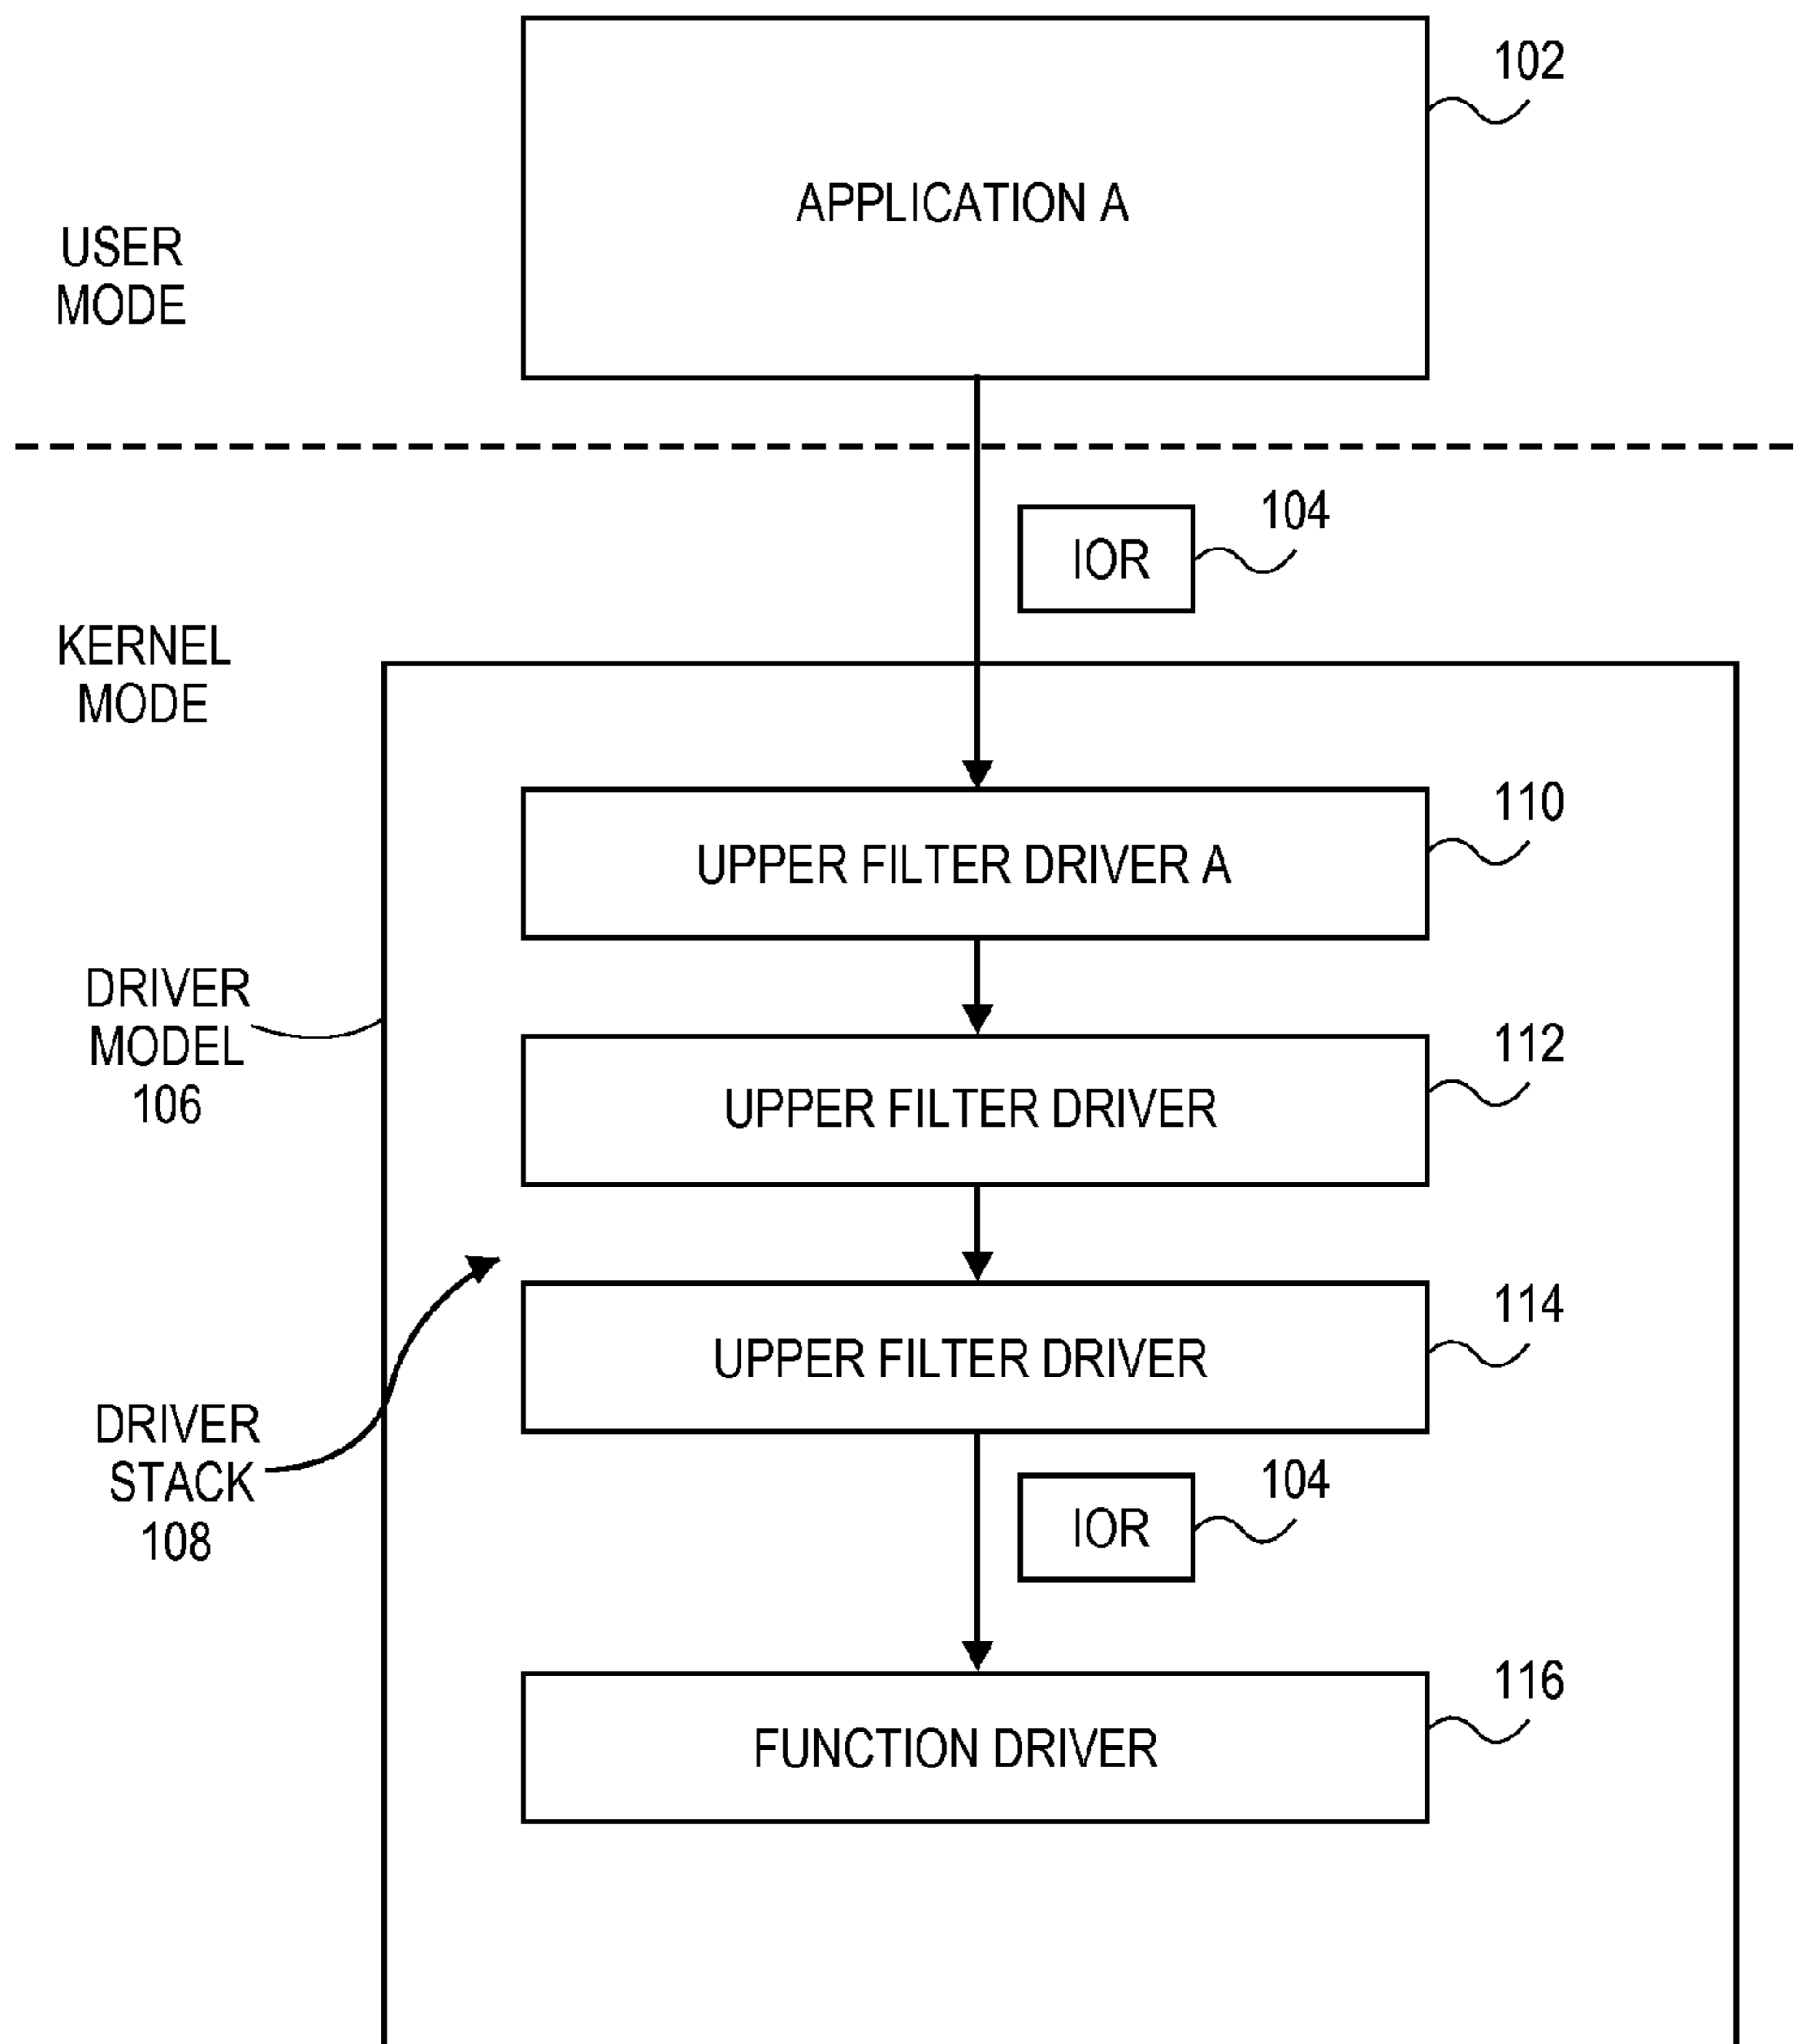 102
APPLICATION A
USER
MODE
104
IOR
KERNEL
MODE
110
UPPER FILTER DRIVER A
DRIVER
MODEL
106
112
UPPER FILTER DRIVER
114
UPPER FILTER DRIVER
DRIVER
STACK
108
104
IOR
116
FUNCTION DRIVER